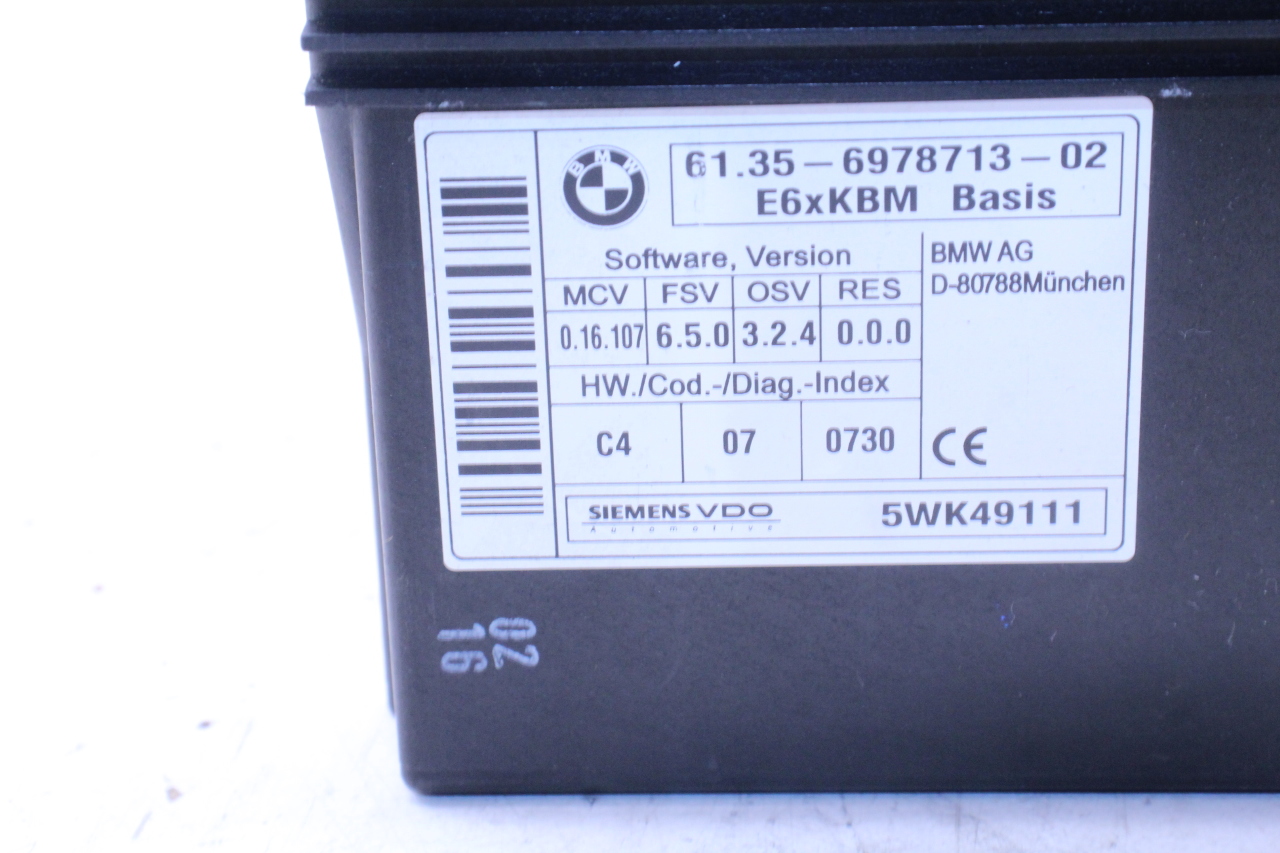 BMW
61.35-6978713-02
E6xKBM Basis
Software, Version
MCV FSV OSV RES
0.16.107 6.5.0 3.2.4 0.0.0
HW./Cod.-/Diag.-Index
C4 07 0730
BMW AG
D-80788München
CE
SIEMENS VDO
Automotive
5WK49111
02
16